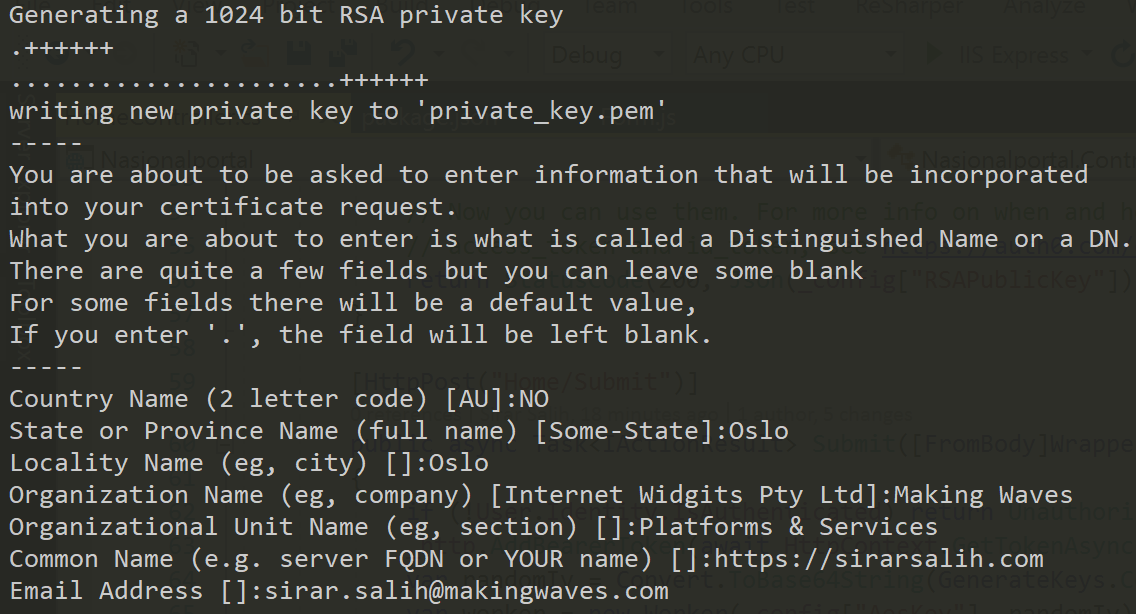 Generating a 1024 bit RSA private key
.++++++
......................++++++
writing new private key to 'private_key.pem'
-----
You are about to be asked to enter information that will be incorporated
into your certificate request.
What you are about to enter is what is called a Distinguished Name or a DN.
There are quite a few fields but you can leave some blank
For some fields there will be a default value,
If you enter '.', the field will be left blank.
-----
Country Name (2 letter code) [AU]:NO
State or Province Name (full name) [Some-State]:Oslo
Locality Name (eg, city) []:Oslo
Organization Name (eg, company) [Internet Widgits Pty Ltd]:Making Waves
Organizational Unit Name (eg, section) []:Platforms & Services
Common Name (e.g. server FQDN or YOUR name) []:https://sirarsalih.com
Email Address []:sirar.salih@makingwaves.com